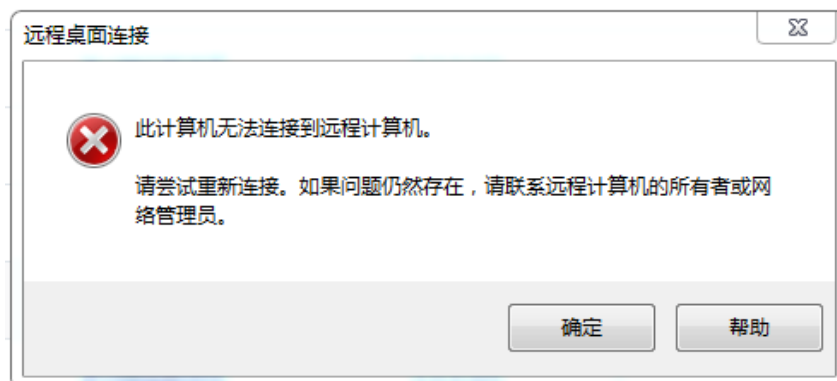 远程桌面连接
此计算机无法连接到远程计算机。
请尝试重新连接。如果问题仍然存在，请联系远程计算机的所有者或网
络管理员。
确定
帮助